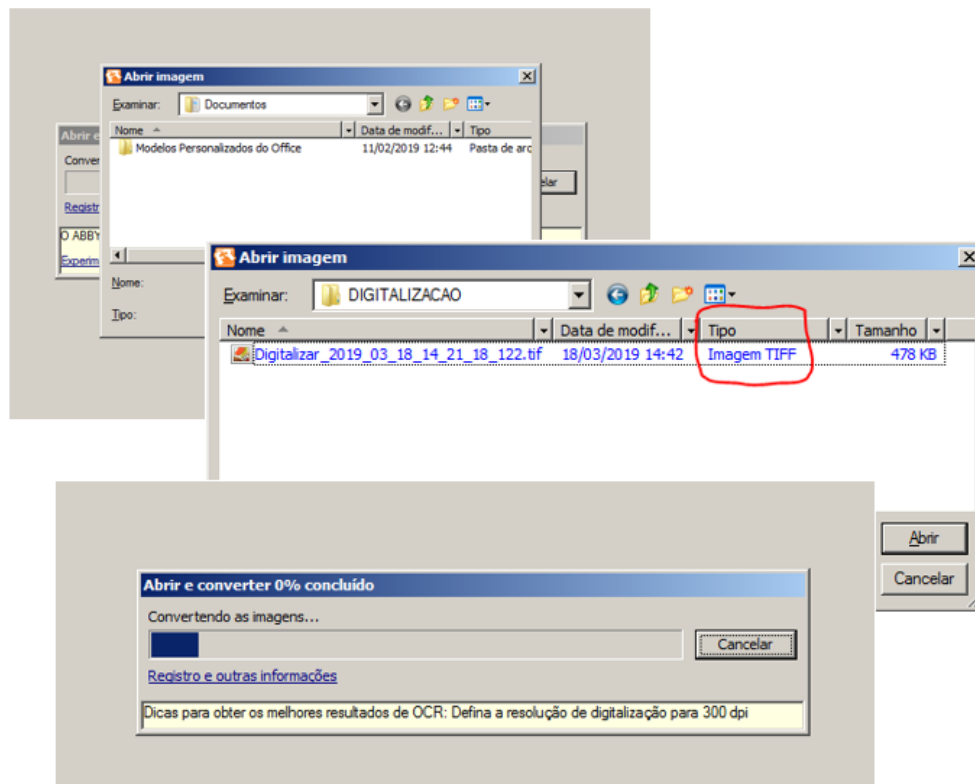 Abrir imagem
Examinar: Documentos
Nome Data de modif... Tipo
Modelos Personalizados do Office 11/02/2019 12:44 Pasta de arq
Abrir e
Conver
elar
Registr
O ABBY
Experim
Nome:
Tipo:
Abrir imagem
Examinar: DIGITALIZACAO
Nome Data de modif... Tipo Tamanho
Digitalizar_2019_03_18_14_21_18_122.tif 18/03/2019 14:42 Imagem TIFF 478 KB
Abrir
Cancelar
Abrir e converter 0% concluído
Convertendo as imagens...
Cancelar
Registro e outras informações
Dicas para obter os melhores resultados de OCR: Defina a resolução de digitalização para 300 dpi